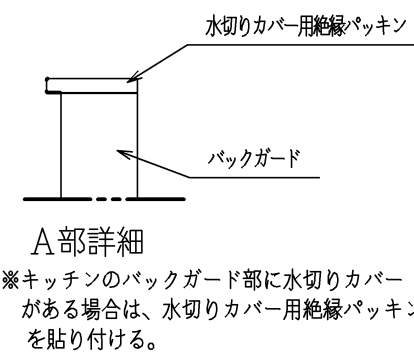 水切りカバー用絶縁パッキン
バックガード
A部詳細
※キッチンのバックガード部に水切りカバー
がある場合は、水切りカバー用絶縁パッキン
を貼り付ける。